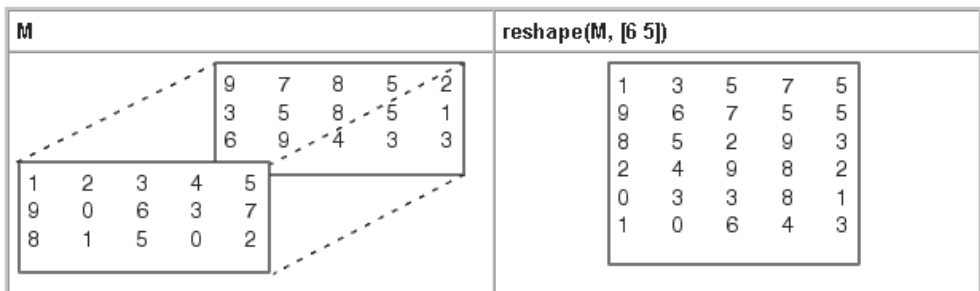 M
reshape(M, [6 5])
9 7 8 5 2
3 5 8 5 1
6 9 4 3 3
1 2 3 4 5
9 0 6 3 7
8 1 5 0 2
1 3 5 7 5
9 6 7 5 5
8 5 2 9 3
2 4 9 8 2
0 3 3 8 1
1 0 6 4 3